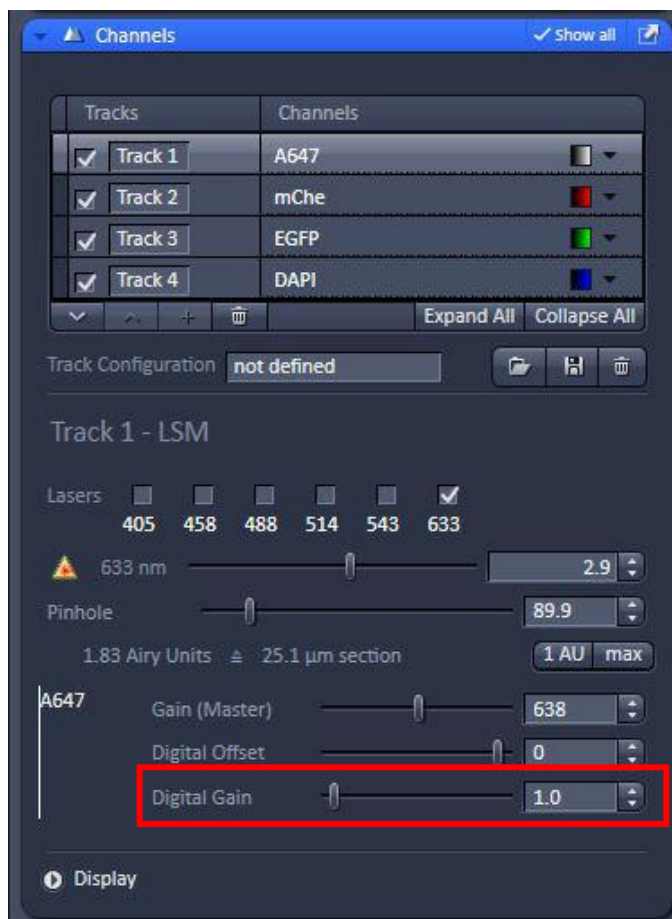 Channels Show all
Tracks Channels
Track 1 A647
Track 2 mChe
Track 3 EGFP
Track 4 DAPI
Expand All Collapse All
Track Configuration not defined
Track 1 - LSM
Lasers
405 458 488 514 543 633
633 nm 2.9
Pinhole 89.9
1.83 Airy Units ≙ 25.1 µm section 1 AU max
A647 Gain (Master) 638
Digital Offset 0
Digital Gain 1.0
Display